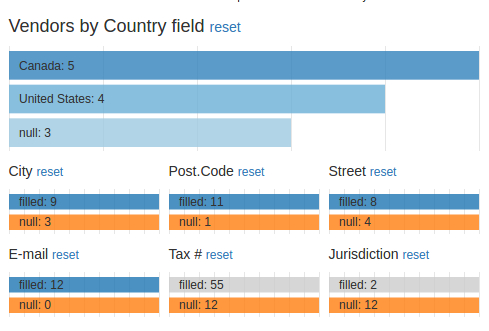 Vendors by Country field reset
Canada: 5
United States: 4
null: 3
City reset
Post.Code reset
Street reset
filled: 9
filled: 11
filled: 8
null: 3
null: 1
null: 4
E-mail reset
Tax # reset
Jurisdiction reset
filled: 12
filled: 55
filled: 2
null: 0
null: 12
null: 12